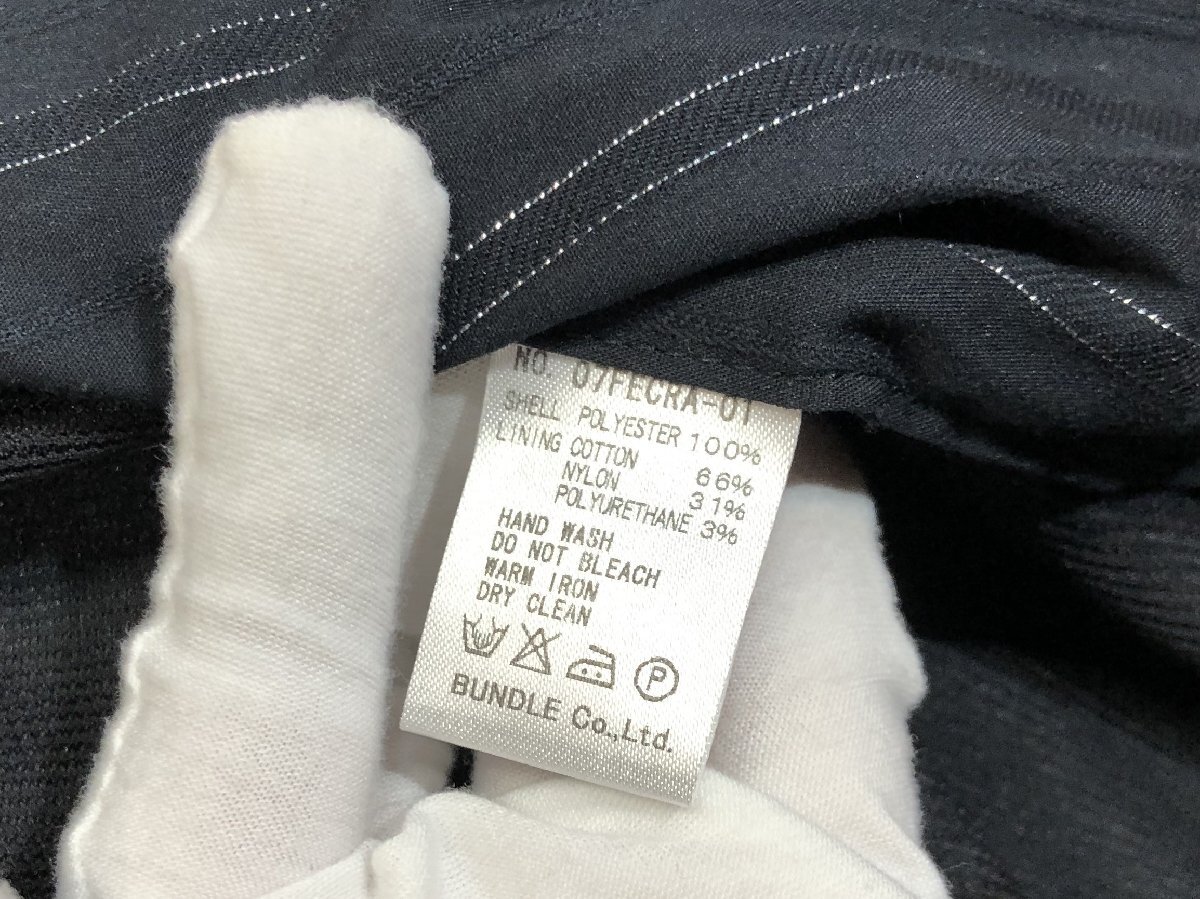 NO. 07FECRA-01
SHELL POLYESTER 100%
LINING COTTON 66%
NYLON 31%
POLYURETHANE 3%
HAND WASH
DO NOT BLEACH
WARM IRON
DRY CLEAN
P
BUNDLE Co.,Ltd.